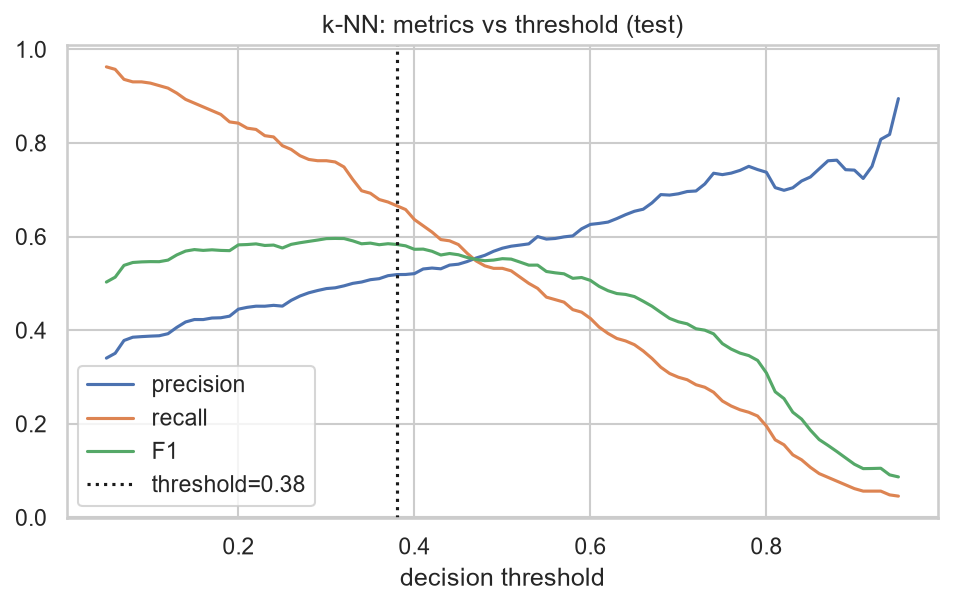 k-NN: metrics vs threshold (test)
1.0
0.8
0.6
0.4
0.2
0.0
precision
recall
F1
threshold=0.38
0.2 0.4 0.6 0.8
decision threshold